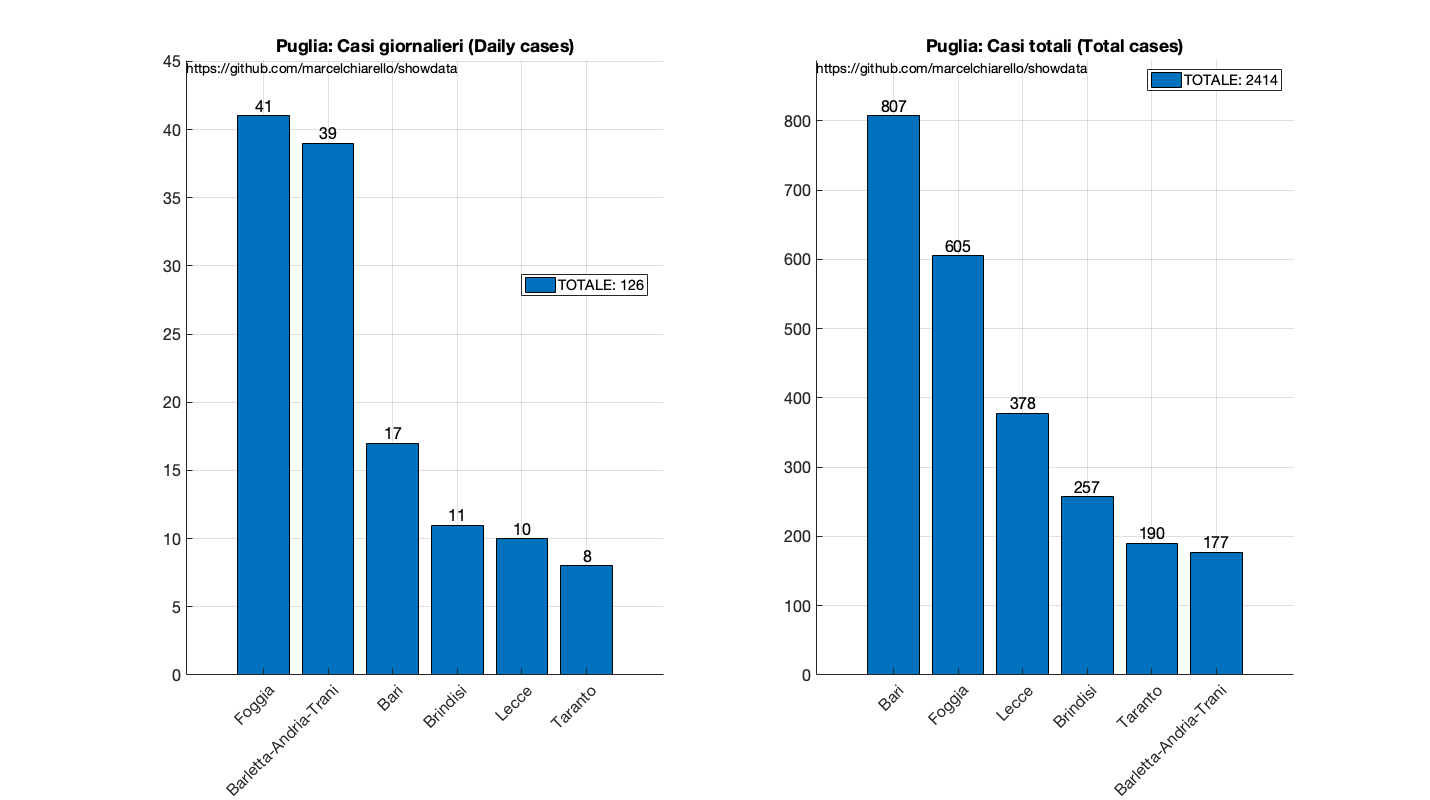 Puglia: Casi giornalieri (Daily cases)
https://github.com/marcelchiarello/showdata
45
40
35
30
25
20
15
10
5
0
41
39
17
11
10
8
TOTALE: 126
Foggia
Barletta-Andria-Trani
Bari
Brindisi
Lecce
Taranto
Puglia: Casi totali (Total cases)
https://github.com/marcelchiarello/showdata
TOTALE: 2414
800
700
600
500
400
300
200
100
0
807
605
378
257
190
177
Bari
Foggia
Lecce
Brindisi
Taranto
Barletta-Andria-Trani